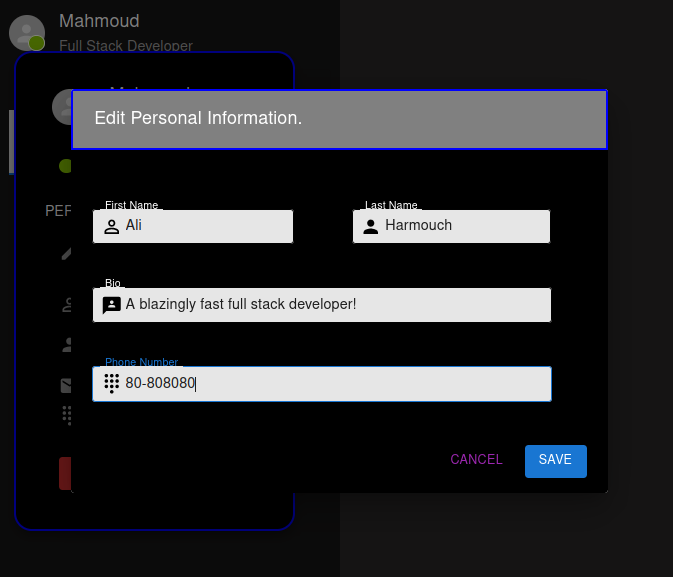 Mahmoud
Full Stack Developer
Edit Personal Information.
PER
First Name
Last Name
Ali
Harmouch
Bio
A blazingly fast full stack developer!
Phone Number
80-808080
CANCEL
SAVE